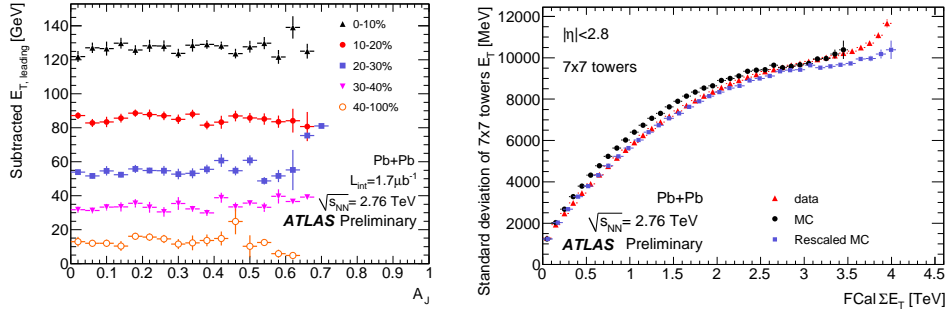 Subtracted E_T, leading [GeV]
140
120
100
80
60
40
20
0
0-10%
10-20%
20-30%
30-40%
40-100%
Pb+Pb
L_int=1.7μb^-1
√s_NN = 2.76 TeV
ATLAS Preliminary
0 0.1 0.2 0.3 0.4 0.5 0.6 0.7 0.8 0.9 1
A_J
Standard deviation of 7x7 towers E_T [MeV]
12000
10000
8000
6000
4000
2000
0
|η|<2.8
7x7 towers
Pb+Pb
√s_NN = 2.76 TeV
ATLAS Preliminary
data
MC
Rescaled MC
0 0.5 1 1.5 2 2.5 3 3.5 4 4.5
FCal ΣE_T [TeV]